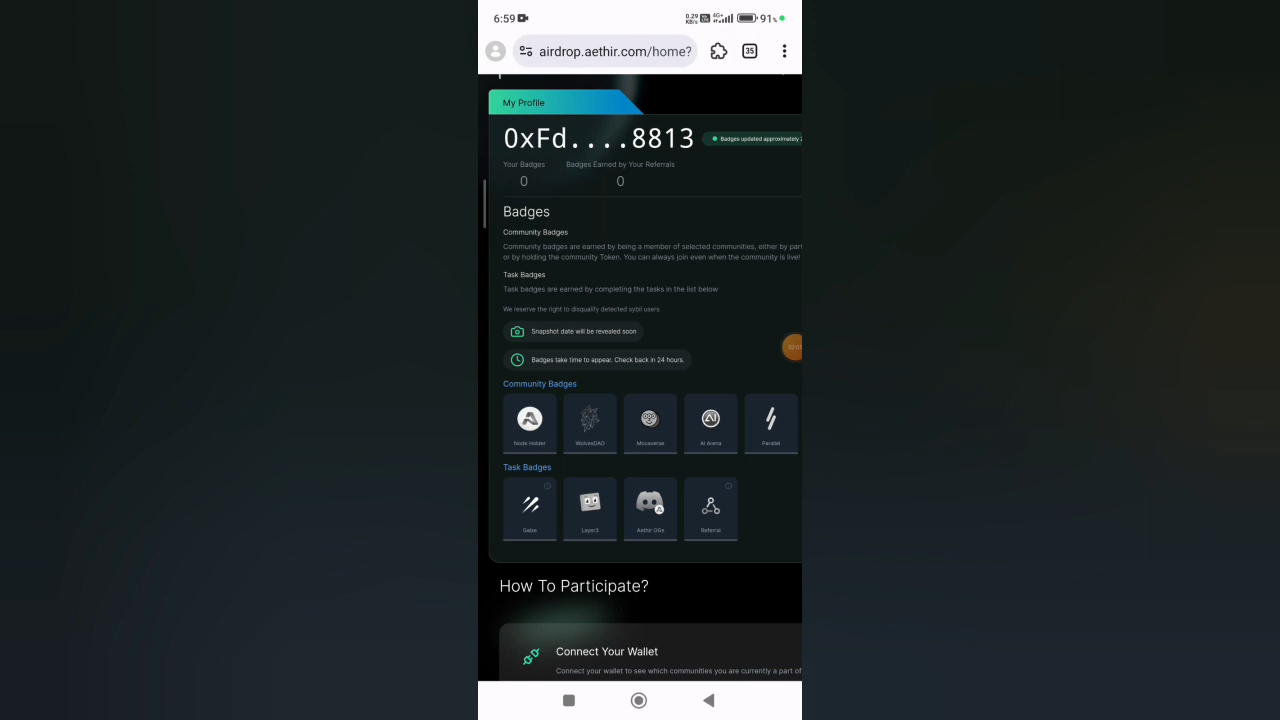 6:59
0.29 KB/s 4G+ 91%
airdrop.aethir.com/home?
35
My Profile
0xFd....8813
Badges updated approximately
Your Badges
Badges Earned by Your Referrals
0
0
Badges
Community Badges
Community badges are earned by being a member of selected communities, either by part
or by holding the community Token. You can always join even when the community is live!
Task Badges
Task badges are earned by completing the tasks in the list below
We reserve the right to disqualify detected sybil users
Snapshot date will be revealed soon
Badges take time to appear. Check back in 24 hours.
Community Badges
Node Holder
WolvesDAO
Mocaverse
AI Arena
Parallel
Task Badges
Galxe
Layer3
Aethir OGs
Referral
How To Participate?
Connect Your Wallet
Connect your wallet to see which communities you are currently a part of